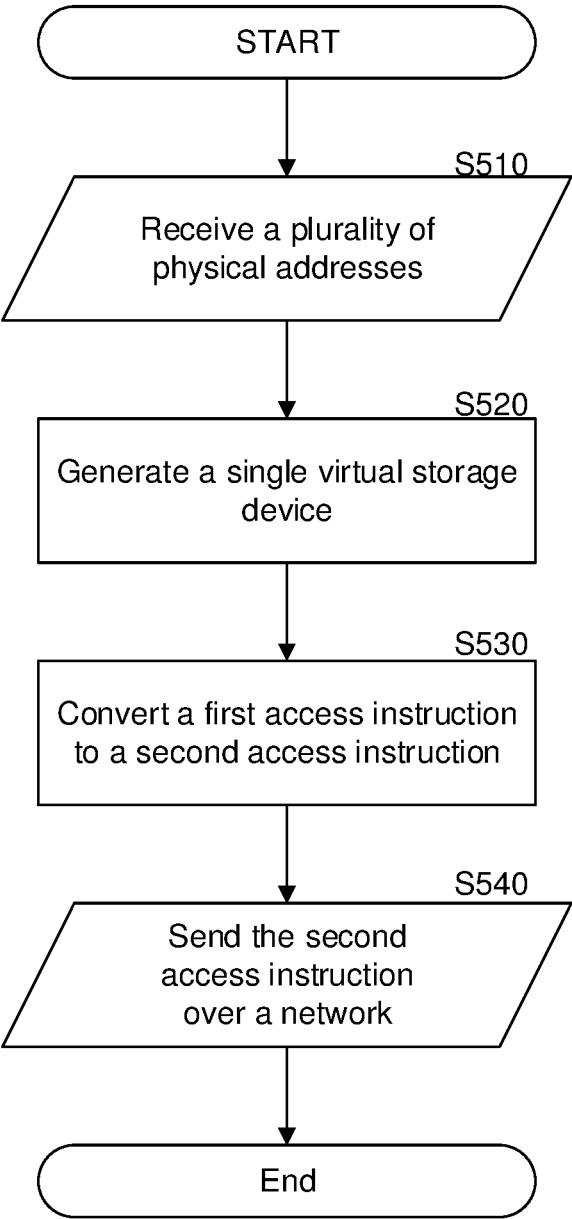 START
S510
Receive a plurality of
physical addresses
S520
Generate a single virtual storage
device
S530
Convert a first access instruction
to a second access instruction
S540
Send the second
access instruction
over a network
End